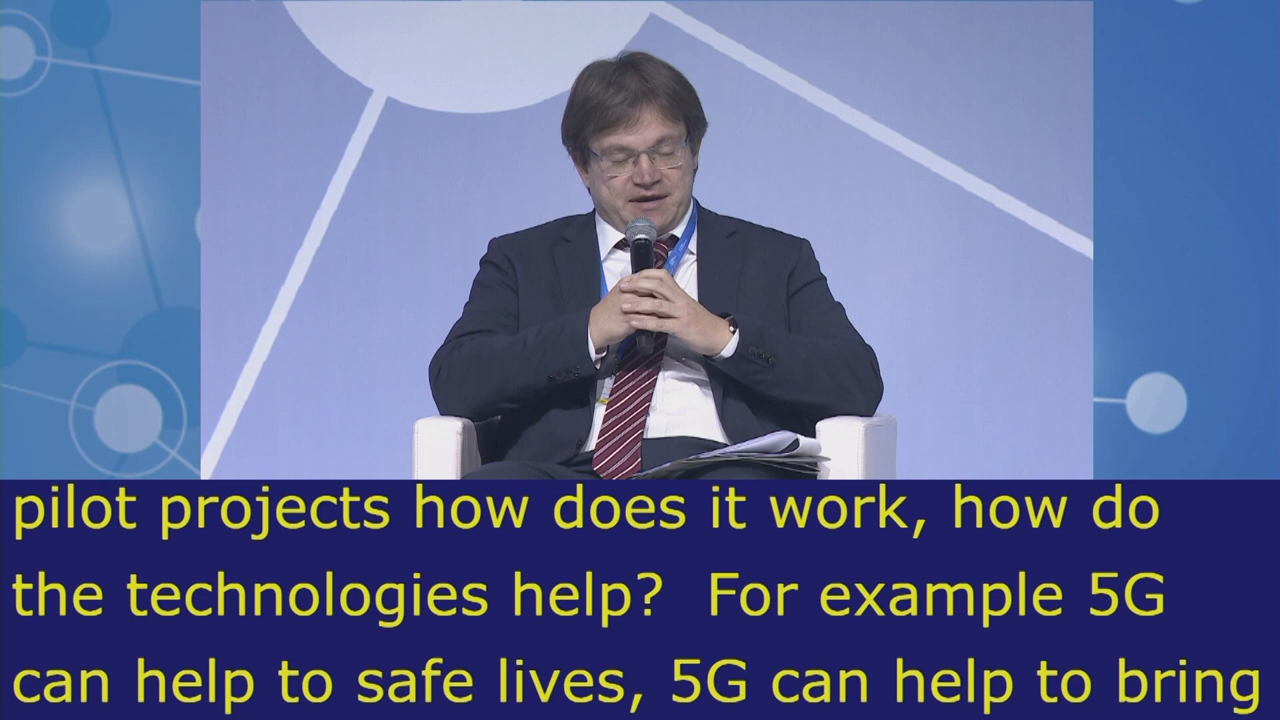 pilot projects how does it work, how do
the technologies help?  For example 5G
can help to safe lives, 5G can help to bring